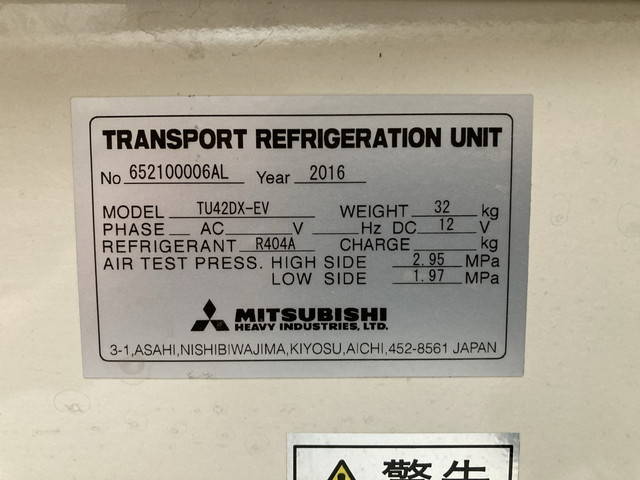 TRANSPORT REFRIGERATION UNIT
No 652100006AL Year 2016
MODEL TU42DX-EV WEIGHT 32 kg
PHASE AC V Hz DC 12 V
REFRIGERANT R404A CHARGE kg
AIR TEST PRESS. HIGH SIDE 2.95 MPa
LOW SIDE 1.97 MPa
MITSUBISHI
HEAVY INDUSTRIES, LTD.
3-1,ASAHI,NISHIBIWAJIMA,KIYOSU,AICHI,452-8561 JAPAN
警告